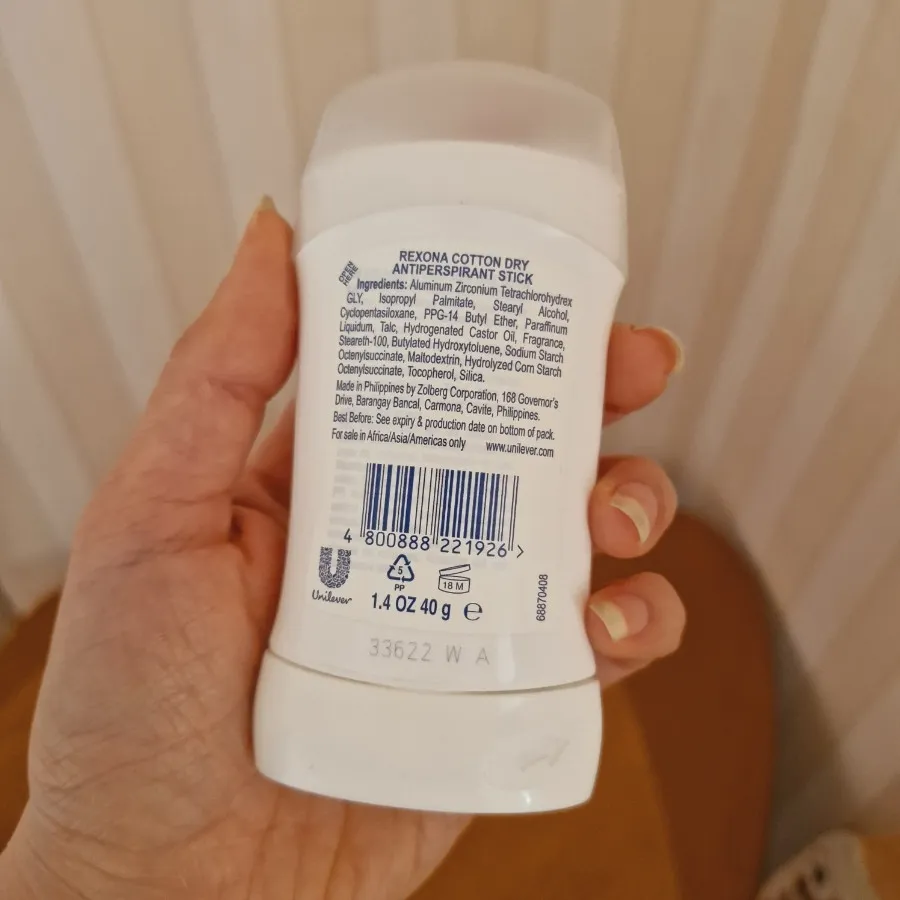 OPEN HERE
REXONA COTTON DRY
ANTIPERSPIRANT STICK
Ingredients: Aluminum Zirconium Tetrachlorohydrex
GLY, Isopropyl Palmitate, Stearyl Alcohol,
Cyclopentasiloxane, PPG-14 Butyl Ether, Paraffinum
Liquidum, Talc, Hydrogenated Castor Oil, Fragrance,
Steareth-100, Butylated Hydroxytoluene, Sodium Starch
Octenylsuccinate, Maltodextrin, Hydrolyzed Corn Starch
Octenylsuccinate, Tocopherol, Silica.
Made in Philippines by Zolberg Corporation, 168 Governor's
Drive, Barangay Bancal, Carmona, Cavite, Philippines.
Best Before: See expiry & production date on bottom of pack.
For sale in Africa/Asia/Americas only www.unilever.com
4 800888 221926 >
5
PP
18 M
Unilever
1.4 OZ 40 g ℮
68870408
33622 W A